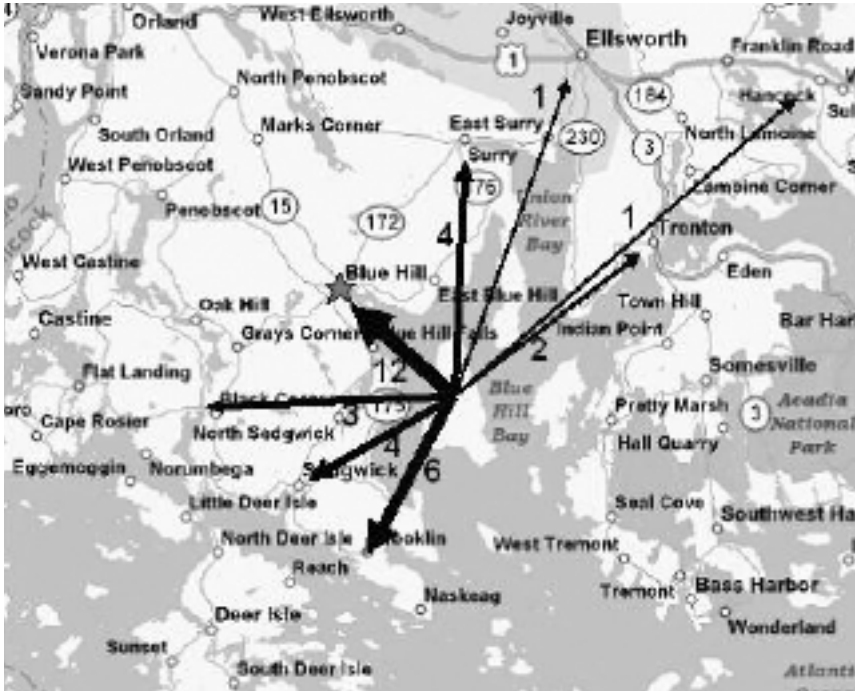 Orland
West Ellsworth
Joyville
Verona Park
Ellsworth
1
Franklin Road
North Penobscot
Sandy Point
1
184
Hancock
South Orland
Marks Corner
East Surry
230
North Lamoine
3
West Penobscot
Surry
176
Lamoine Corner
Penobscot
15
172
Union
River
Bay
4
1
Trenton
West Castine
Blue Hill
East Blue Hill
Eden
Castine
Oak Hill
Town Hill
Bar Har
Grays Corner
Blue Hill Falls
Indian Point
2
Flat Landing
12
Somesville
Black Corner
175
Blue
Hill
Bay
3
Acadia
National
Park
Cape Rosier
North Sedgwick
3
Pretty Marsh
Hall Quarry
4
6
Eggemoggin
Norumbega
Sedgwick
Little Deer Isle
Seal Cove
Southwest Ha
North Deer Isle
Brooklin
West Tremont
Reach
Naskeag
Tremont
Bass Harbor
Deer Isle
Wonderland
Sunset
South Deer Isle
Atlanti